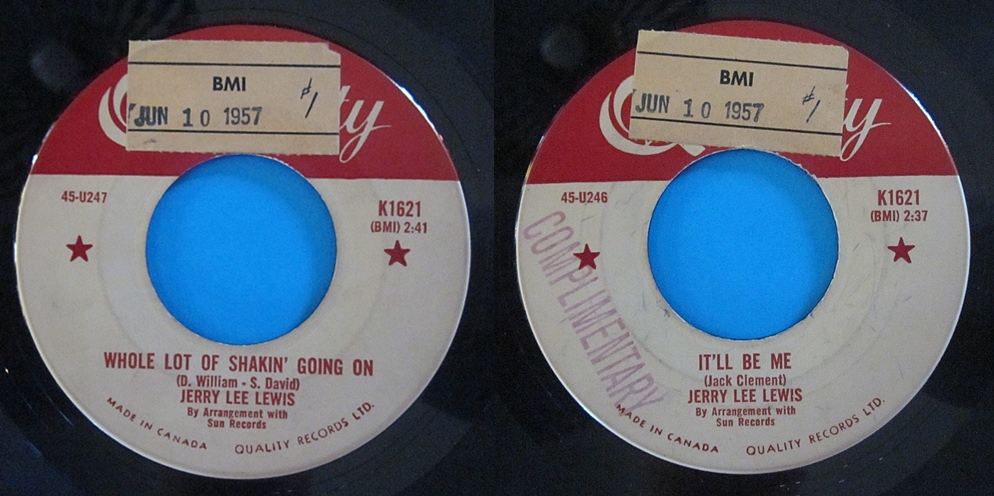 BMI
JUN 10 1957 #1
45-U247
K1621
(BMI) 2:41
WHOLE LOT OF SHAKIN' GOING ON
(D. William - S. David)
JERRY LEE LEWIS
By Arrangement with
Sun Records
MADE IN CANADA QUALITY RECORDS LTD.
BMI
JUN 10 1957 #1
45-U246
K1621
(BMI) 2:37
COMPLIMENTARY
IT'LL BE ME
(Jack Clement)
JERRY LEE LEWIS
By Arrangement with
Sun Records
MADE IN CANADA QUALITY RECORDS LTD.